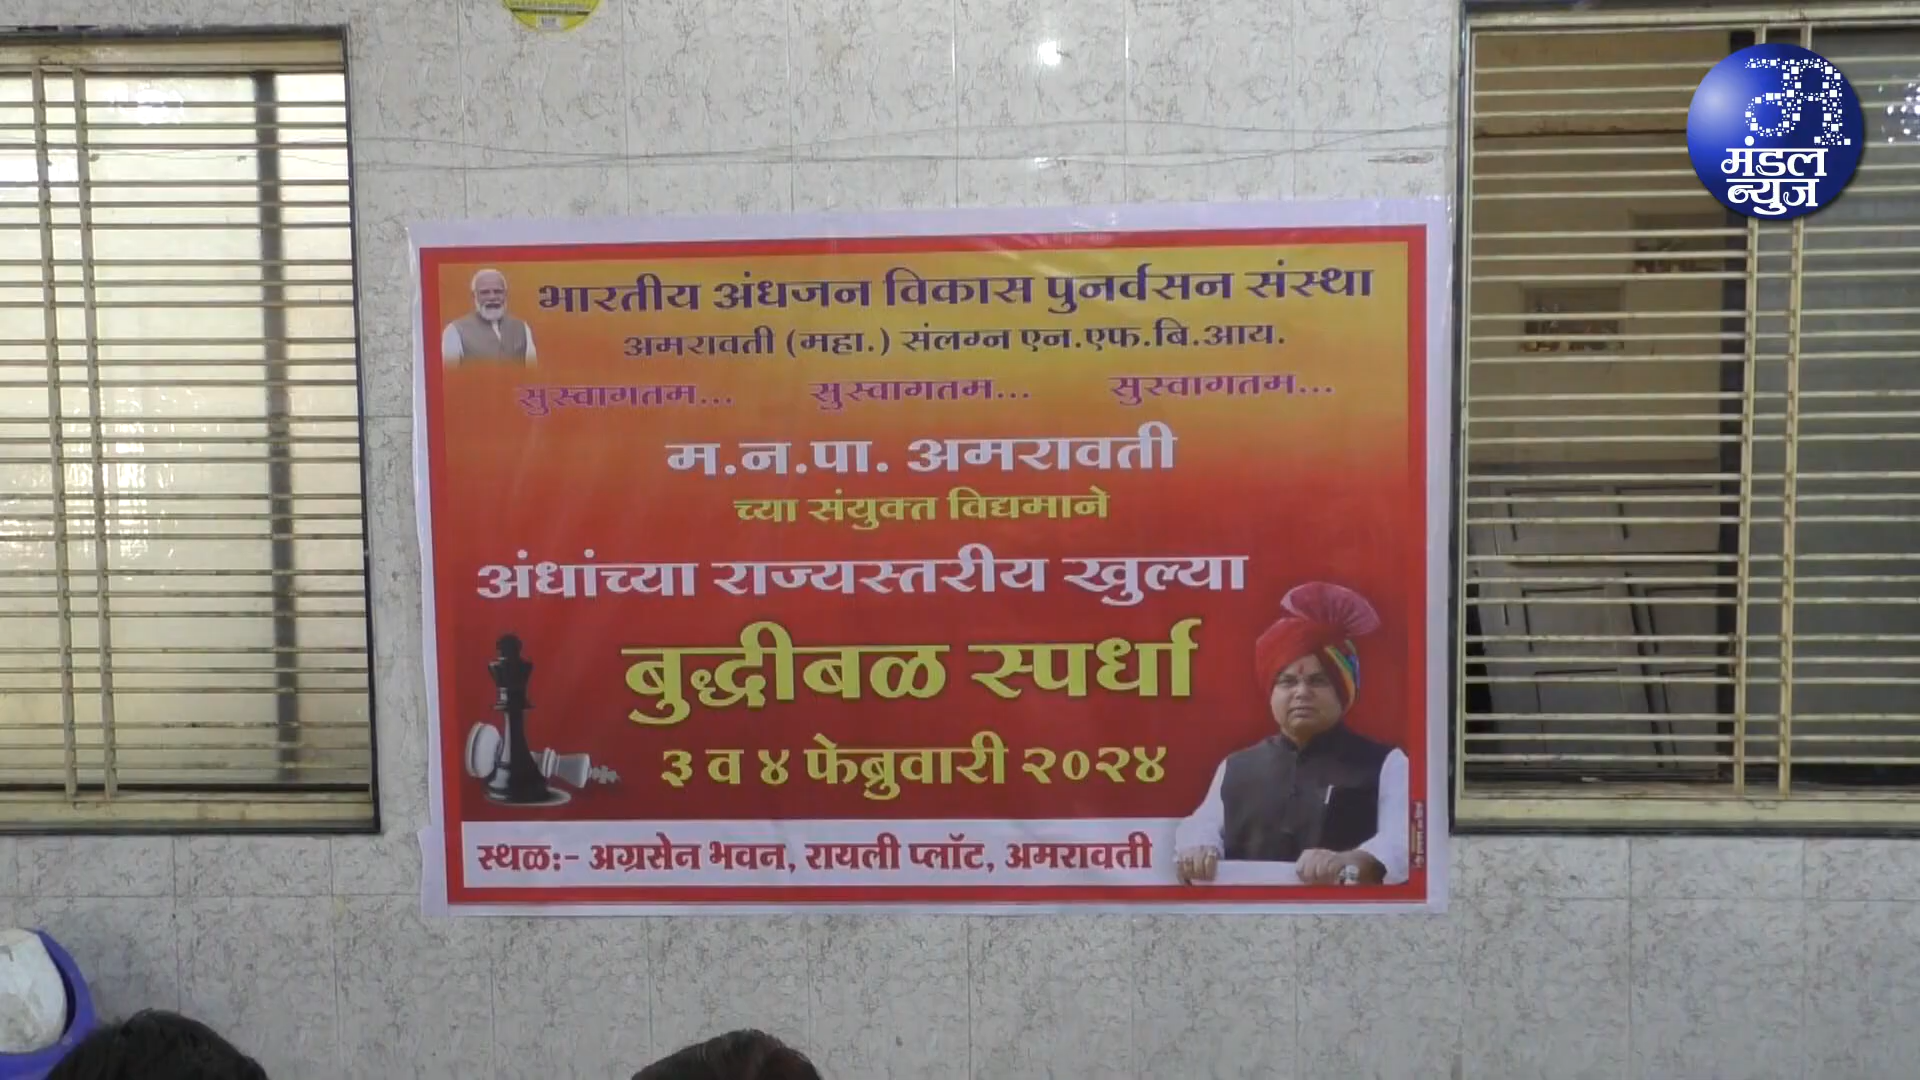 मंडल
न्युज
भारतीय अंधजन विकास पुनर्वसन संस्था
अमरावती (महा.) संलग्न एन.एफ.बि.आय.
सुस्वागतम... सुस्वागतम... सुस्वागतम...
म.न.पा. अमरावती
च्या संयुक्त विद्यमाने
अंधांच्या राज्यस्तरीय खुल्या
बुद्धीबळ स्पर्धा
३ व ४ फेब्रुवारी २०२४
स्थळ:- अग्रसेन भवन, रायली प्लॉट, अमरावती